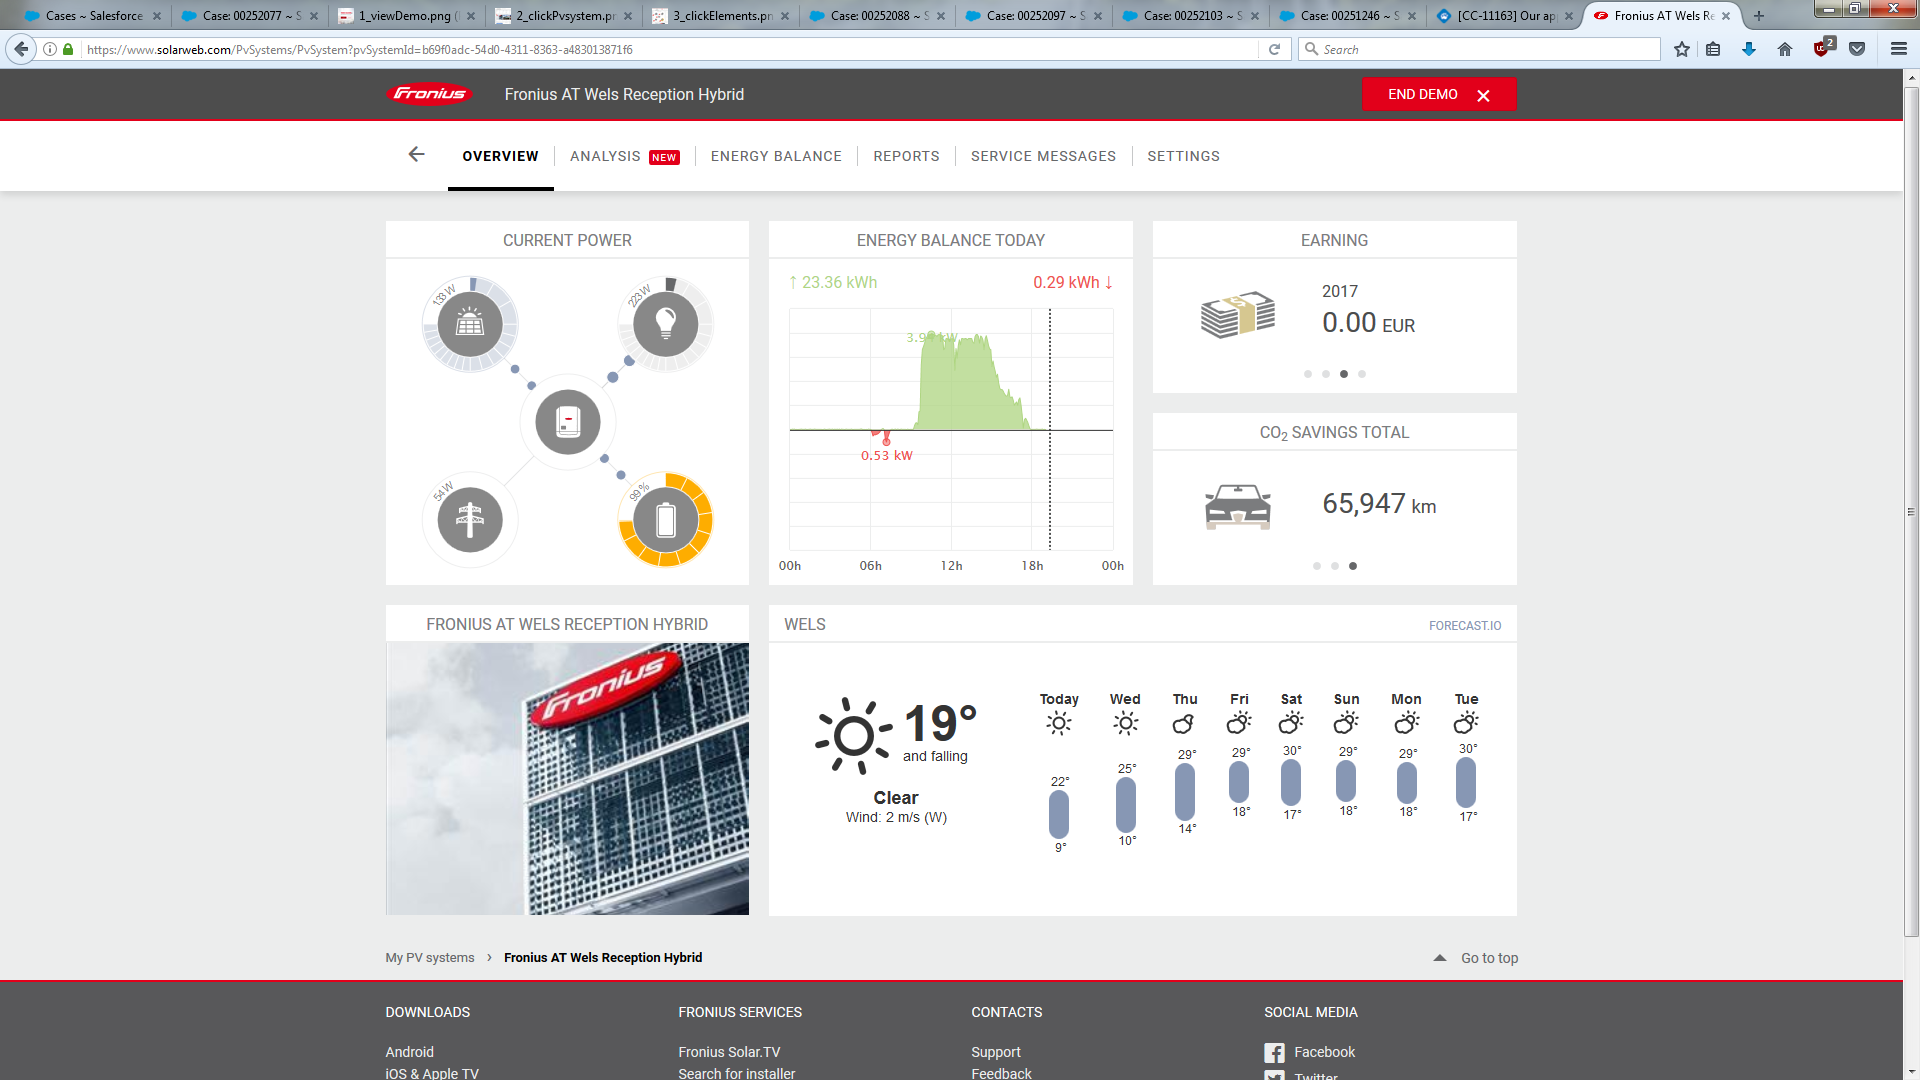 Cases ~ Salesforce
Case: 00252077 ~ S
1_viewDemo.png (
2_clickPvsystem.pr
3_clickElements.pn
Case: 00252088 ~ S
Case: 00252097 ~ S
Case: 00252103 ~ S
Case: 00251246 ~ S
[CC-11163] Our ap
Fronius AT Wels Re
https://www.solarweb.com/PvSystems/PvSystem?pvSystemId=b69f0adc-54d0-4311-8363-a483013871f6
Search
2
Fronius
Fronius AT Wels Reception Hybrid
END DEMO
OVERVIEW
ANALYSIS NEW
ENERGY BALANCE
REPORTS
SERVICE MESSAGES
SETTINGS
CURRENT POWER
133 W
223 W
54 W
99 %
ENERGY BALANCE TODAY
↑ 23.36 kWh
0.29 kWh ↓
0.53 kW
00h
06h
12h
18h
00h
EARNING
2017
0.00 EUR
CO2 SAVINGS TOTAL
65,947 km
FRONIUS AT WELS RECEPTION HYBRID
Fronius
WELS
FORECAST.IO
19°
and falling
Clear
Wind: 2 m/s (W)
Today Wed Thu Fri Sat Sun Mon Tue
22° 25° 29° 29° 30° 29° 29° 30°
9° 10° 14° 18° 17° 18° 18° 17°
My PV systems > Fronius AT Wels Reception Hybrid
Go to top
DOWNLOADS
Android
iOS & Apple TV
FRONIUS SERVICES
Fronius Solar.TV
Search for installer
CONTACTS
Support
Feedback
SOCIAL MEDIA
Facebook
Twitter